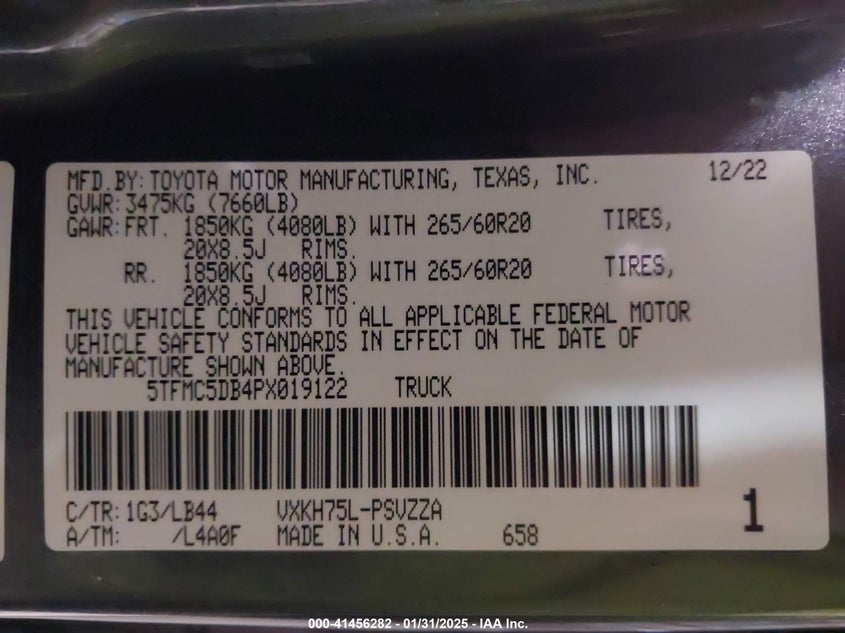 MFD.BY:TOYOTA MOTOR MANUFACTURING, TEXAS, INC. 12/22
GVWR:3475KG (7660LB)
GAWR:FRT. 1850KG (4080LB) WITH 265/60R20 TIRES,
20X8.5J RIMS.
RR. 1850KG (4080LB) WITH 265/60R20 TIRES,
20X8.5J RIMS.
THIS VEHICLE CONFORMS TO ALL APPLICABLE FEDERAL MOTOR
VEHICLE SAFETY STANDARDS IN EFFECT ON THE DATE OF
MANUFACTURE SHOWN ABOVE.
5TFMC5DB4PX019122 TRUCK
C/TR:1G3/LB44 VXKH75L-PSVZZA 1
A/TM: /L4A0F MADE IN U.S.A. 658
000-41456282 - 01/31/2025 - IAA Inc.